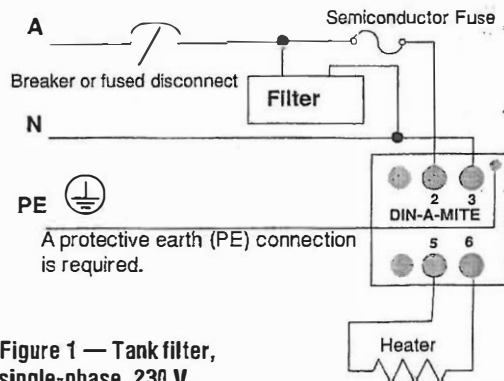 Semiconductor Fuse
A
Breaker or fused disconnect
Filter
N
2 3
DIN-A-MITE
PE
A protective earth (PE) connection
is required.
5 6
Heater
Figure 1 — Tank filter,
single-phase, 230 V